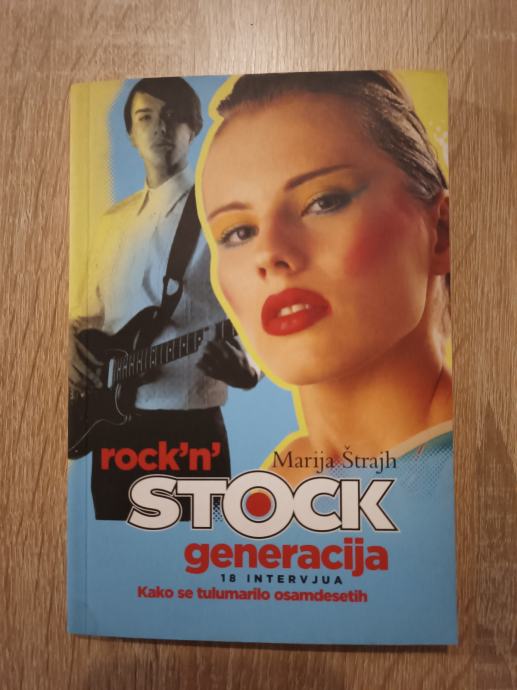 rock'n'
Marija Štrajh
STOCK
generacija
18 INTERVJUA
Kako se tulumarilo osamdesetih